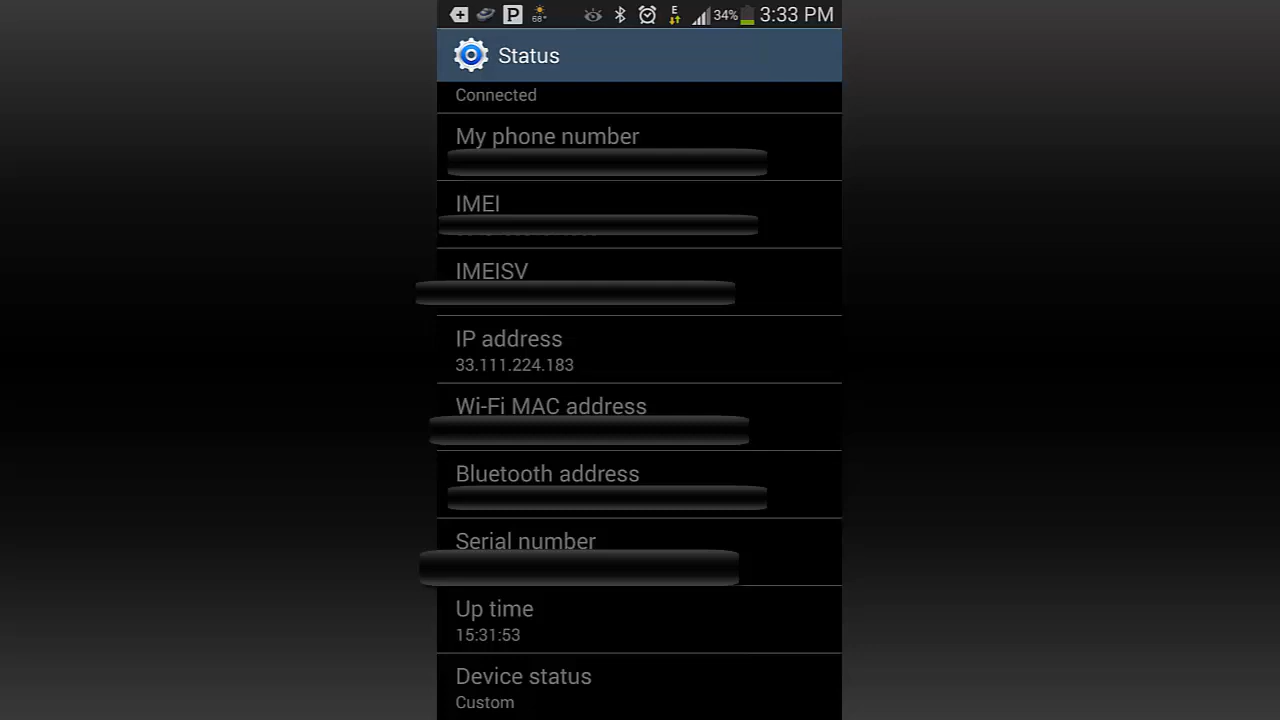 P 68° E 34% 3:33 PM
Status
Connected
My phone number
IMEI
IMEISV
IP address
33.111.224.183
Wi-Fi MAC address
Bluetooth address
Serial number
Up time
15:31:53
Device status
Custom